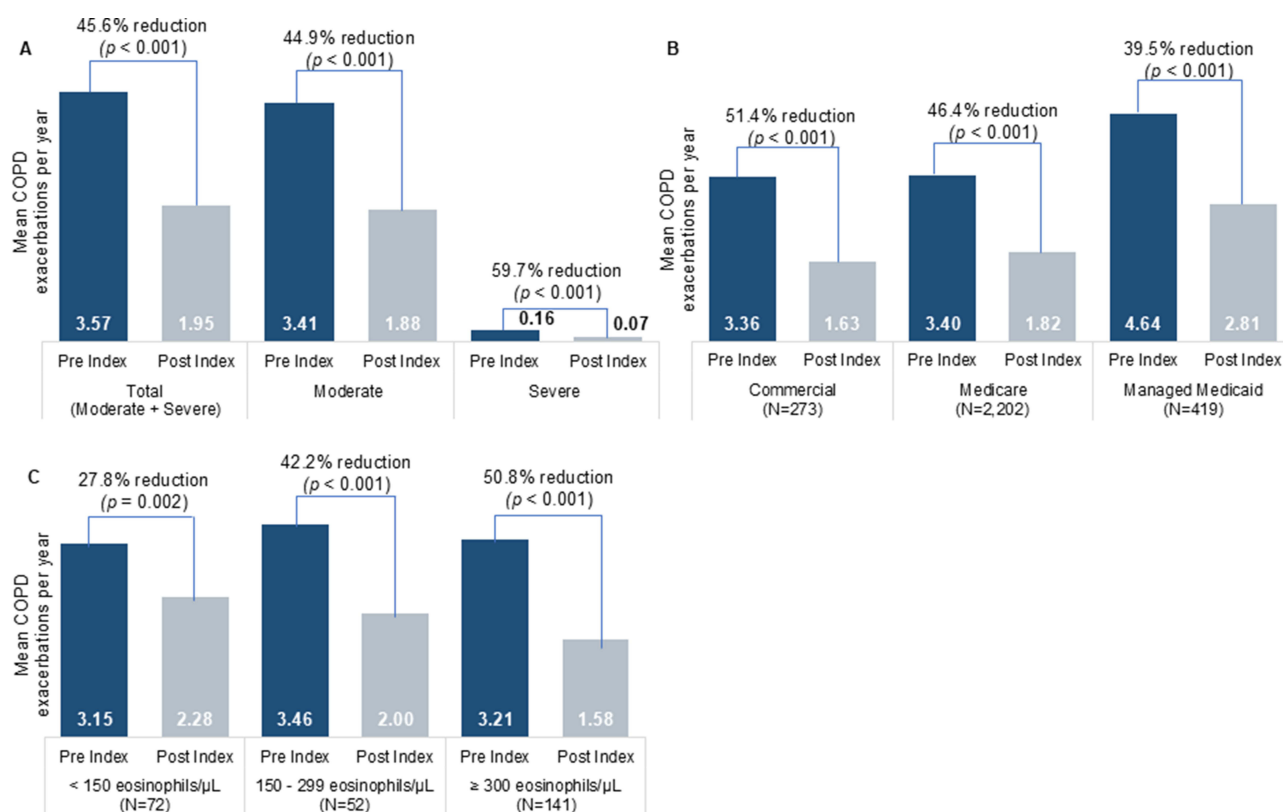 A
45.6% reduction
(p < 0.001)
44.9% reduction
(p < 0.001)
59.7% reduction
(p < 0.001)
Mean COPD
exacerbations per year
3.57
1.95
3.41
1.88
0.16
0.07
Pre Index
Post Index
Pre Index
Post Index
Pre Index
Post Index
Total
(Moderate + Severe)
Moderate
Severe
B
51.4% reduction
(p < 0.001)
46.4% reduction
(p < 0.001)
39.5% reduction
(p < 0.001)
Mean COPD
exacerbations per year
3.36
1.63
3.40
1.82
4.64
2.81
Pre Index
Post Index
Pre Index
Post Index
Pre Index
Post Index
Commercial
(N=273)
Medicare
(N=2,202)
Managed Medicaid
(N=419)
C
27.8% reduction
(p = 0.002)
42.2% reduction
(p < 0.001)
50.8% reduction
(p < 0.001)
Mean COPD
exacerbations per year
3.15
2.28
3.46
2.00
3.21
1.58
Pre Index
Post Index
Pre Index
Post Index
Pre Index
Post Index
< 150 eosinophils/µL
(N=72)
150 - 299 eosinophils/µL
(N=52)
≥ 300 eosinophils/µL
(N=141)